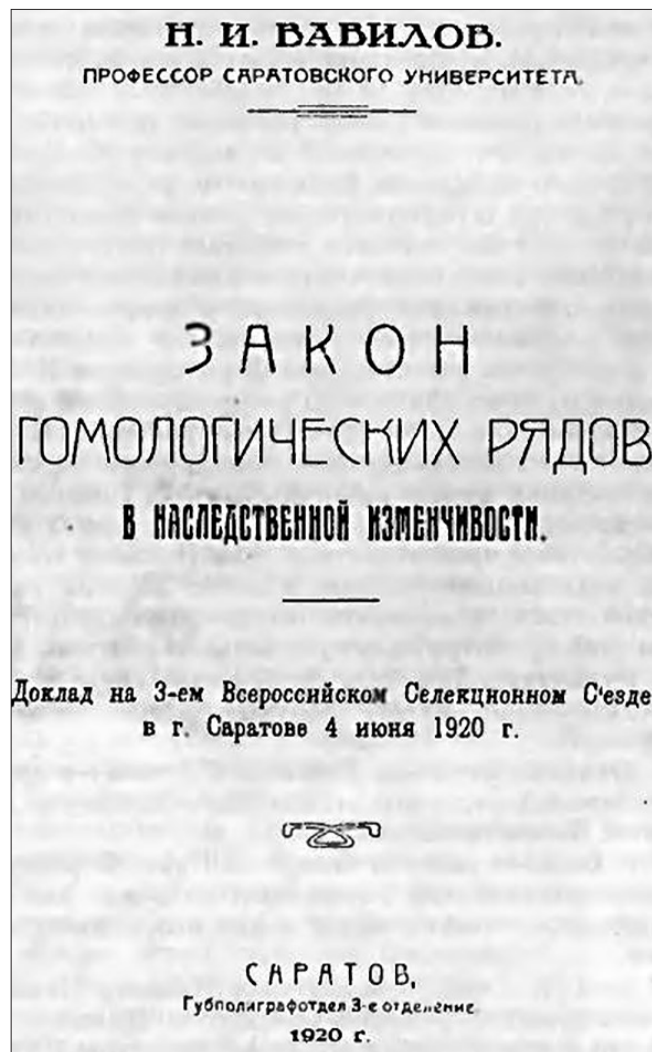 Н. И. ВАВИЛОВ.
ПРОФЕССОР САРАТОВСКОГО УНИВЕРСИТЕТА.
ЗАКОН
ГОМОЛОГИЧЕСКИХ РЯДОВ
В НАСЛЕДСТВЕННОЙ ИЗМЕНЧИВОСТИ.
Доклад на 3-ем Всероссийском Селекционном С‘езде
в г. Саратове 4 июня 1920 г.
САРАТОВ,
Губполиграфотдел 3-е отделение.
1920 г.